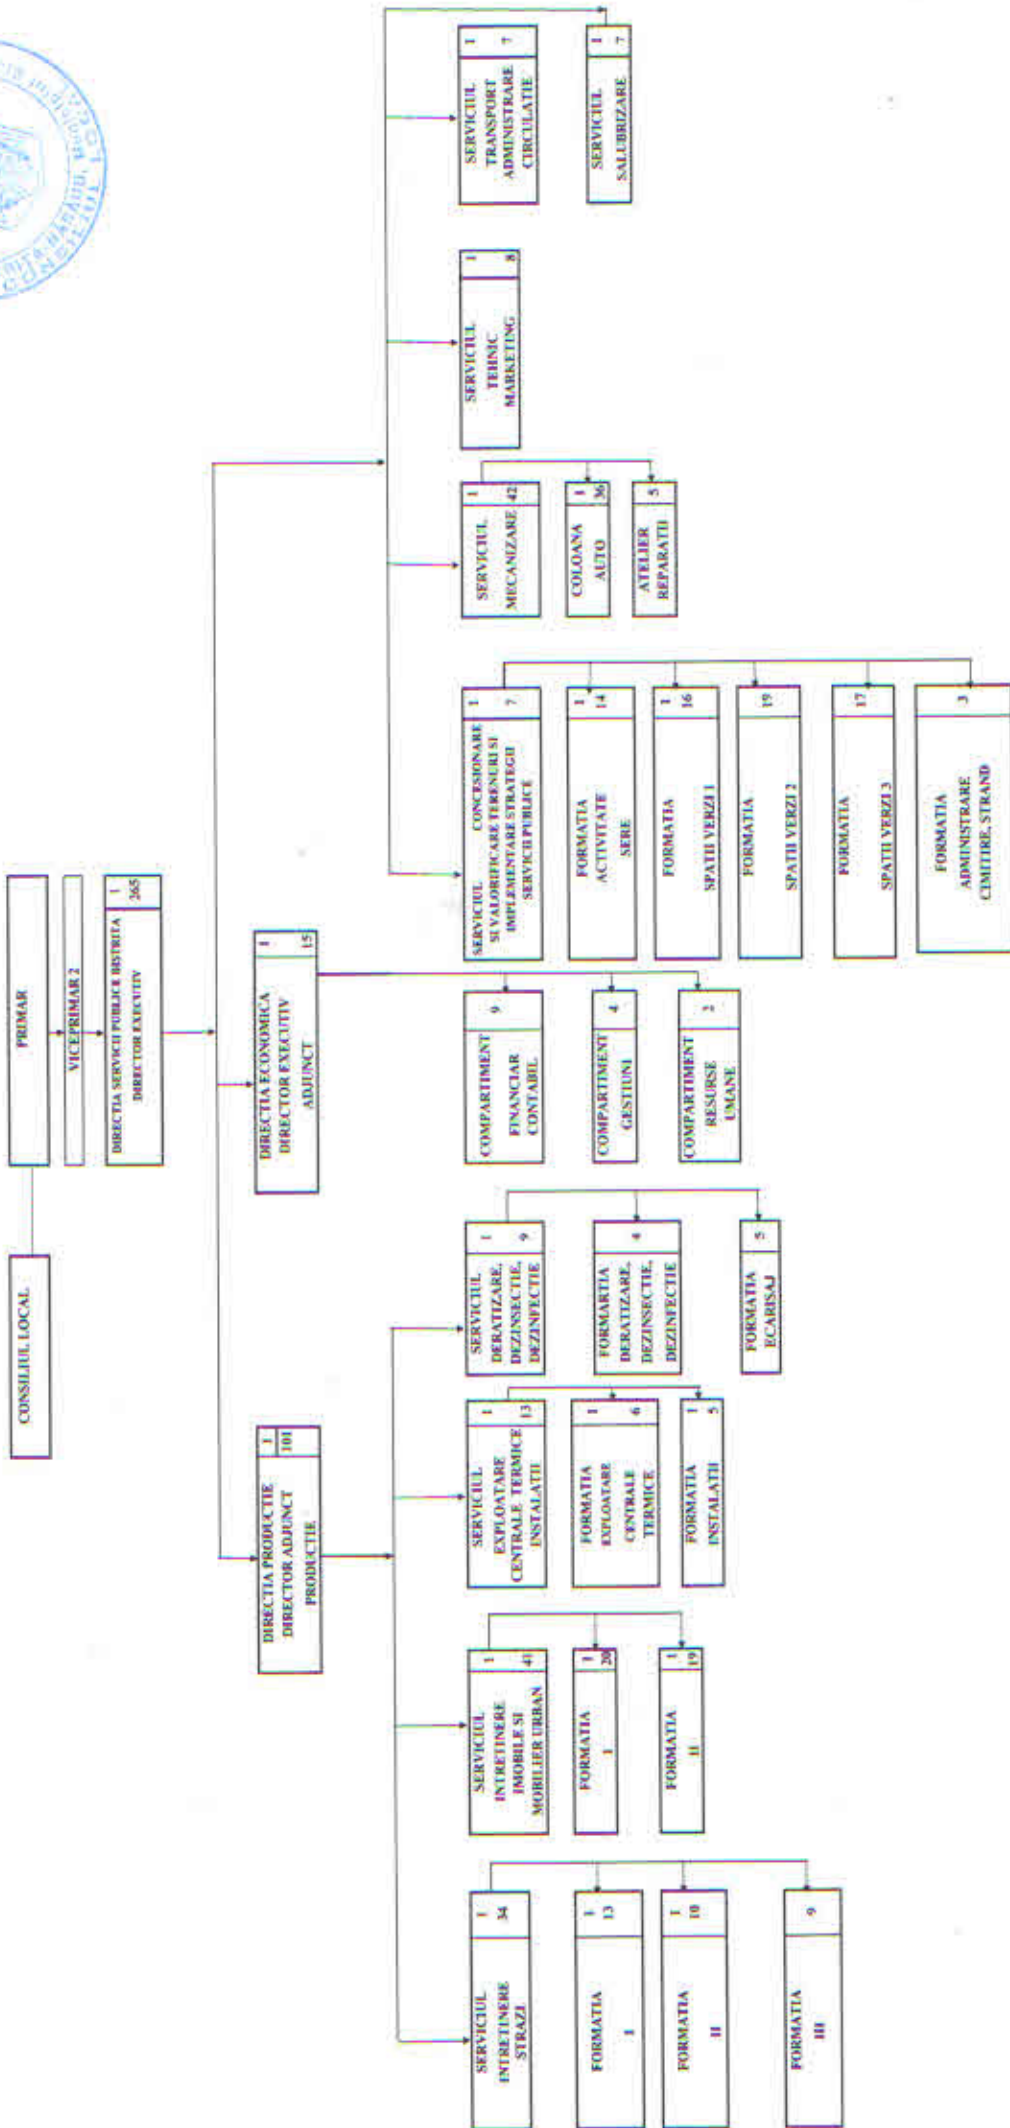 CONSILIUL LOCAL
PRIMAR
VICEPRIMAR 2
DIRECTIA SERVICII PUBLICE BISTRITA
DIRECTOR EXECUTIV
1
265
DIRECTIA PRODUCTIE
DIRECTOR ADJUNCT
PRODUCTIE
1
101
DIRECTIA ECONOMICA
DIRECTOR EXECUTIV
ADJUNCT
1
15
SERVICIUL
INTRETINERE
STRAZI
1
34
FORMATIA
I
1
13
FORMATIA
II
1
10
FORMATIA
III
9
SERVICIUL
INTRETINERE
IMOBILE SI
MOBILIER URBAN
1
41
FORMATIA
I
1
20
FORMATIA
II
1
19
SERVICIUL
EXPLOATARE
CENTRALE TERMICE
INSTALATII
1
13
FORMATIA
EXPLOATARE
CENTRALE
TERMICE
1
6
FORMATIA
INSTALATII
1
5
SERVICIUL
DERATIZARE,
DEZINSECTIE,
DEZINFECTIE
1
9
FORMARTIA
DERATIZARE,
DEZINSECTIE,
DEZINFECTIE
4
FORMATIA
ECARISAJ
5
COMPARTIMENT
FINANCIAR
CONTABIL
9
COMPARTIMENT
GESTIUNI
4
COMPARTIMENT
RESURSE
UMANE
2
SERVICIUL CONCESIONARE
SI VALORIFICARE TERENURI SI
IMPLEMENTARE STRATEGII
SERVICII PUBLICE
1
7
FORMATIA
ACTIVITATE
SERE
1
14
FORMATIA
SPATII VERZI 1
1
16
FORMATIA
SPATII VERZI 2
19
FORMATIA
SPATII VERZI 3
17
FORMATIA
ADMINISTRARE
CIMITIRE, STRAND
3
SERVICIUL
MECANIZARE
1
42
COLOANA
AUTO
1
36
ATELIER
REPARATII
5
SERVICIUL
TEHNIC
MARKETING
1
8
SERVICIUL
TRANSPORT
ADMINISTRARE
CIRCULATIE
1
7
SERVICIUL
SALUBRIZARE
1
7